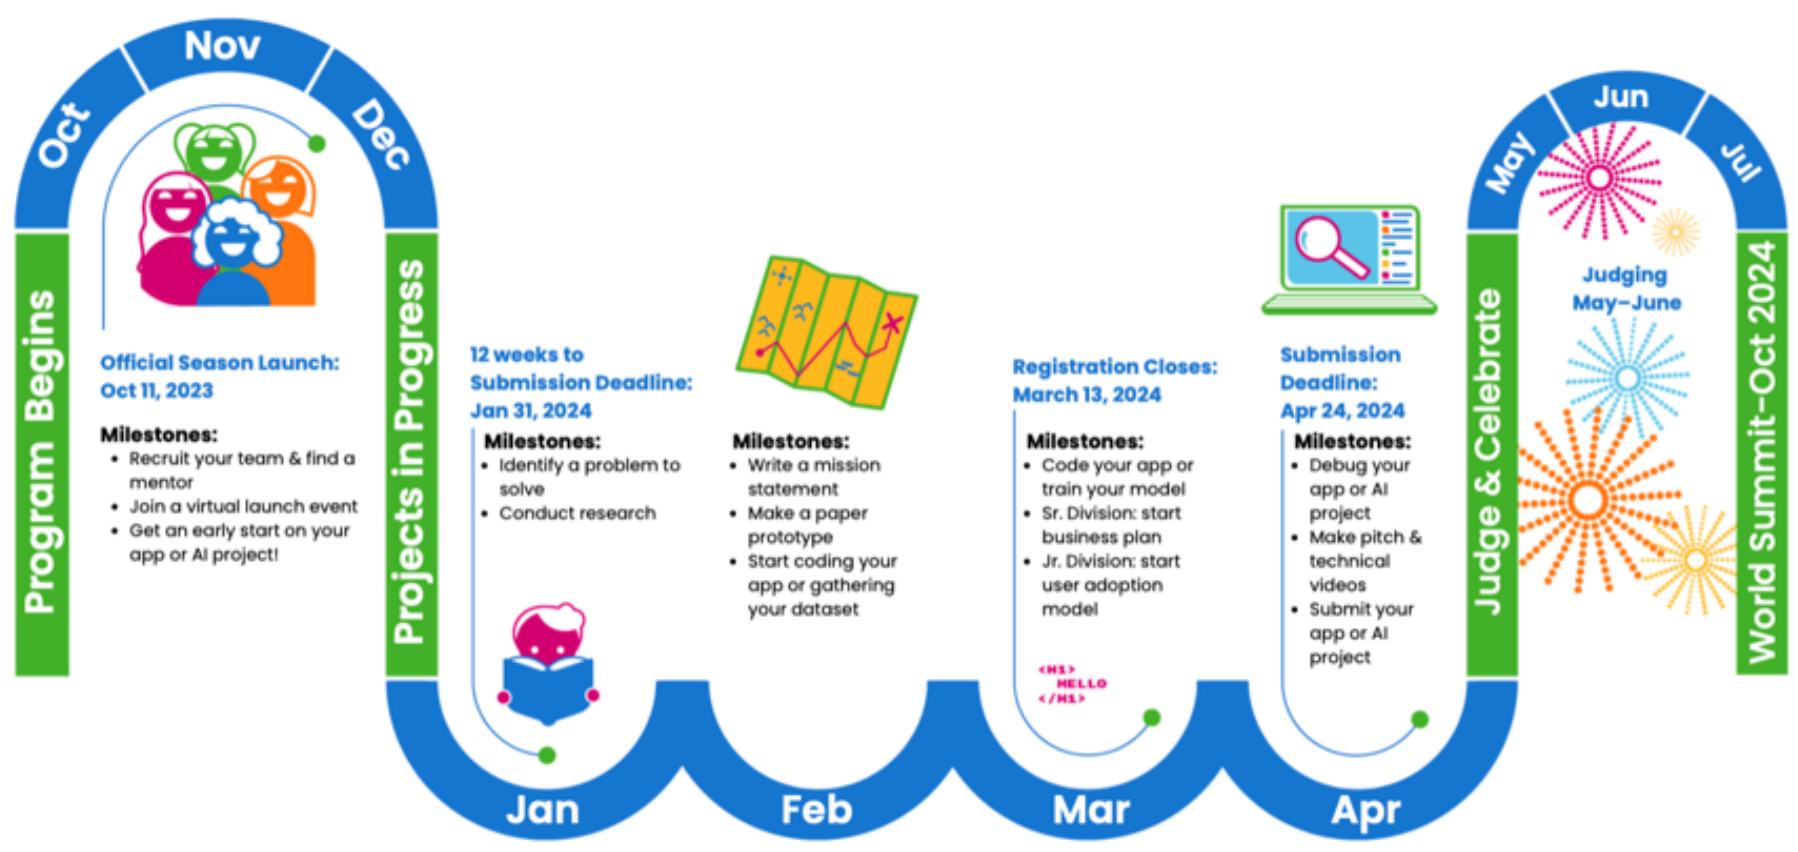 Program Begins
Oct
Nov
Dec
Official Season Launch:
Oct 11, 2023
Milestones:
• Recruit your team & find a
mentor
• Join a virtual launch event
• Get an early start on your
app or AI project!
Projects in Progress
12 weeks to
Submission Deadline:
Jan 31, 2024
Milestones:
• Identify a problem to
solve
• Conduct research
Jan
Milestones:
• Write a mission
statement
• Make a paper
prototype
• Start coding your
app or gathering
your dataset
Feb
Registration Closes:
March 13, 2024
Milestones:
• Code your app or
train your model
• Sr. Division: start
business plan
• Jr. Division: start
user adoption
model
<H1>
HELLO
</H1>
Mar
Submission
Deadline:
Apr 24, 2024
Milestones:
• Debug your
app or AI
project
• Make pitch &
technical
videos
• Submit your
app or AI
project
Apr
Judge & Celebrate
May
Jun
Jul
Judging
May–June
World Summit–Oct 2024